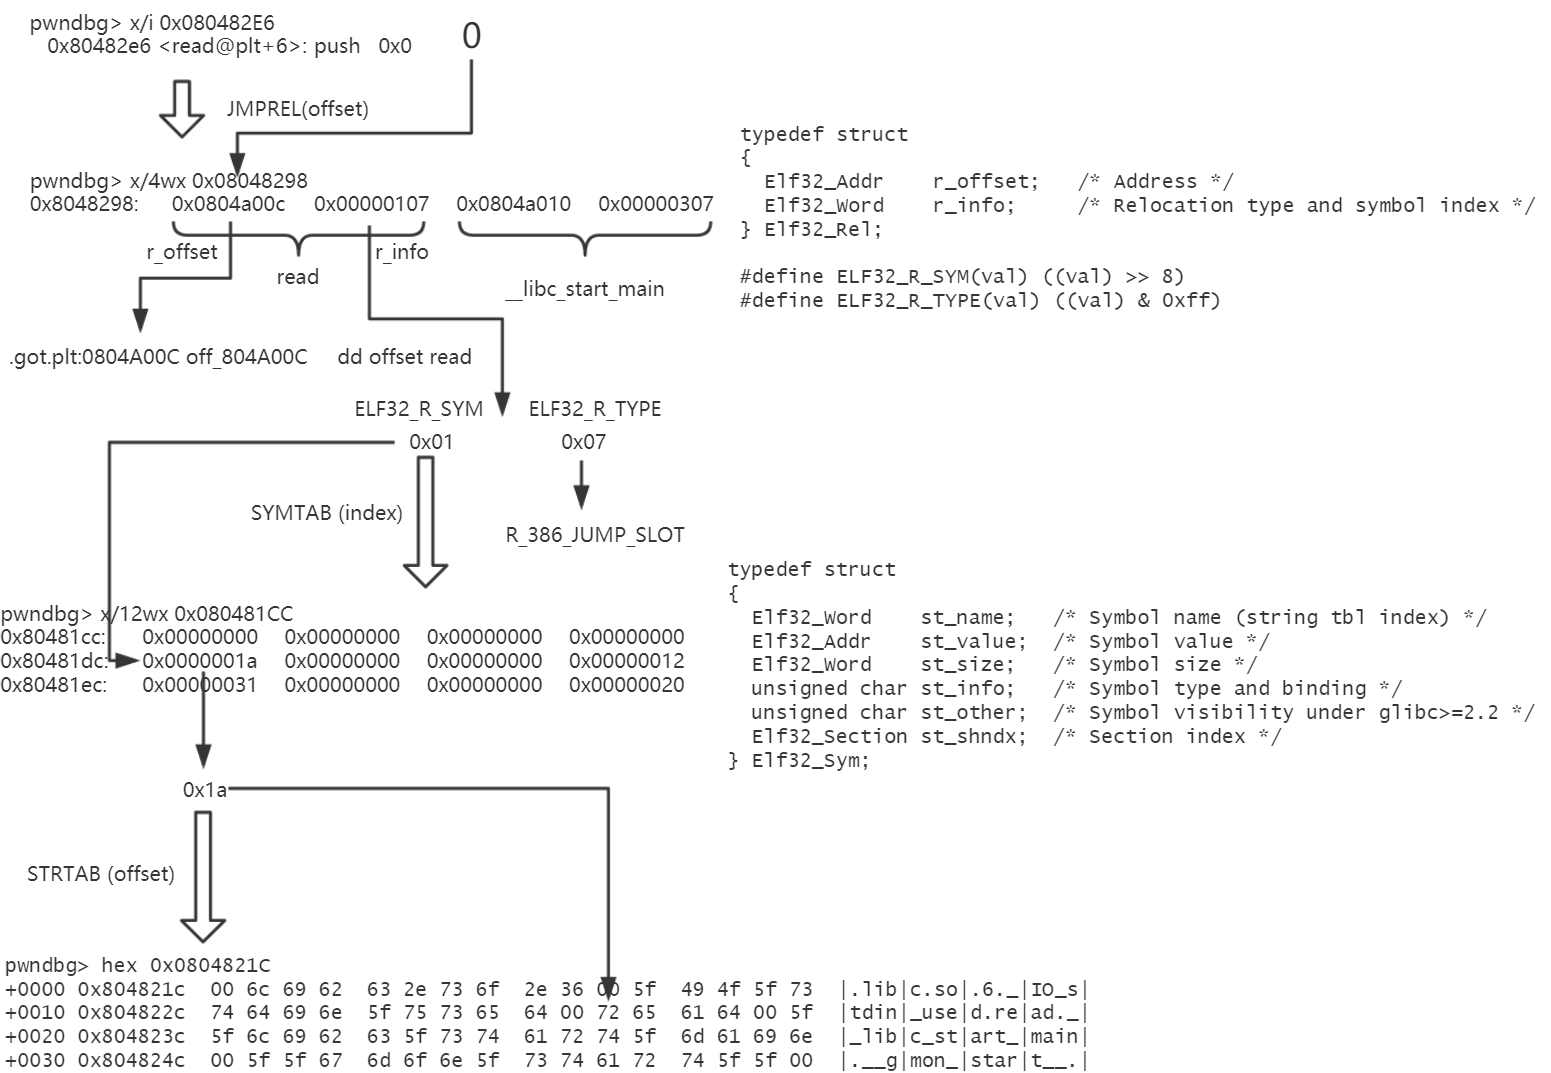 pwndbg> x/i 0x080482E6
0x80482e6 <read@plt+6>: push 0x0
0
JMPREL(offset)
pwndbg> x/4wx 0x08048298
0x8048298: 0x0804a00c 0x00000107 0x0804a010 0x00000307
r_offset
r_info
read
__libc_start_main
.got.plt:0804A00C off_804A00C dd offset read
typedef struct
{
Elf32_Addr r_offset; /* Address */
Elf32_Word r_info; /* Relocation type and symbol index */
} Elf32_Rel;
#define ELF32_R_SYM(val) ((val) >> 8)
#define ELF32_R_TYPE(val) ((val) & 0xff)
ELF32_R_SYM ELF32_R_TYPE
0x01 0x07
SYMTAB (index)
R_386_JUMP_SLOT
pwndbg> x/12wx 0x080481CC
0x80481cc: 0x00000000 0x00000000 0x00000000 0x00000000
0x80481dc: 0x0000001a 0x00000000 0x00000000 0x00000012
0x80481ec: 0x00000031 0x00000000 0x00000000 0x00000020
typedef struct
{
Elf32_Word st_name; /* Symbol name (string tbl index) */
Elf32_Addr st_value; /* Symbol value */
Elf32_Word st_size; /* Symbol size */
unsigned char st_info; /* Symbol type and binding */
unsigned char st_other; /* Symbol visibility under glibc>=2.2 */
Elf32_Section st_shndx; /* Section index */
} Elf32_Sym;
0x1a
STRTAB (offset)
pwndbg> hex 0x0804821C
+0000 0x804821c 00 6c 69 62 63 2e 73 6f 2e 36 00 5f 49 4f 5f 73 |.lib|c.so|.6._|IO_s|
+0010 0x804822c 74 64 69 6e 5f 75 73 65 64 00 72 65 61 64 00 5f |tdin|_use|d.re|ad._|
+0020 0x804823c 5f 6c 69 62 63 5f 73 74 61 72 74 5f 6d 61 69 6e |_lib|c_st|art_|main|
+0030 0x804824c 00 5f 5f 67 6d 6f 6e 5f 73 74 61 72 74 5f 5f 00 |.__g|mon_|star|t__.|